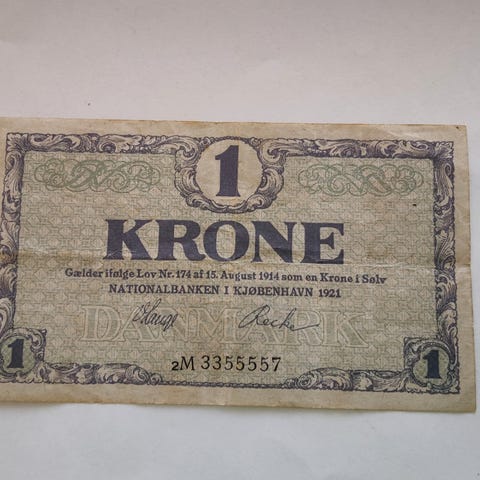 1
KRONE
Gælder ifølge Lov Nr. 174 af 15. August 1914 som en Krone i Sølv
NATIONALBANKEN I KJØBENHAVN 1921
DANMARK
1
2M 3355557
1